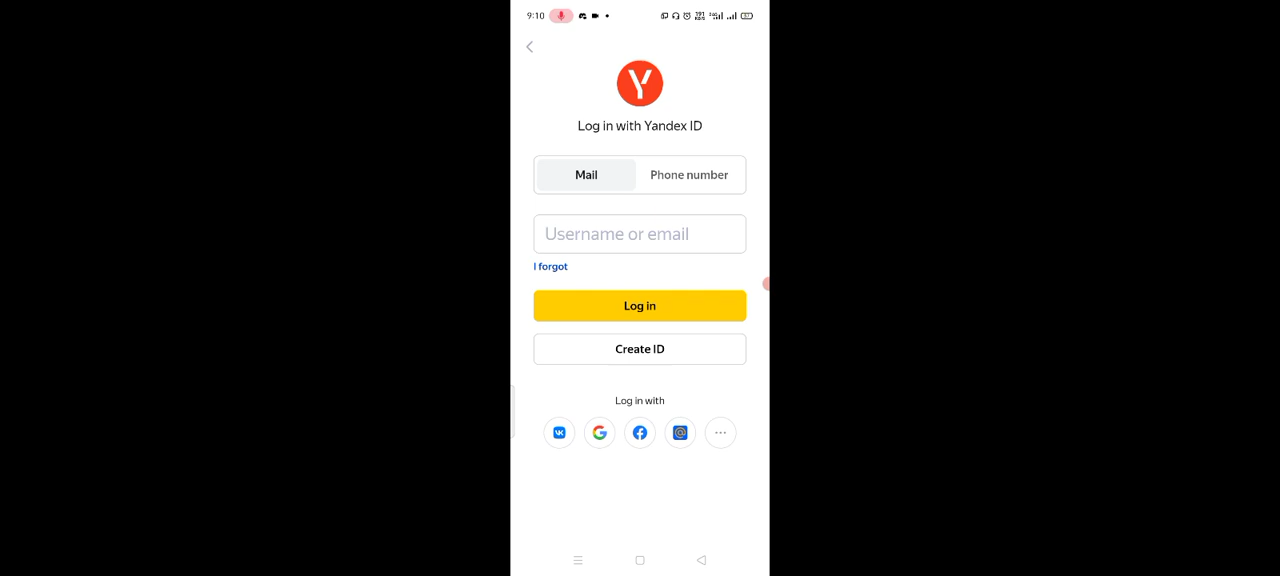 9:10
Log in with Yandex ID
Mail
Phone number
Username or email
I forgot
Log in
Create ID
Log in with